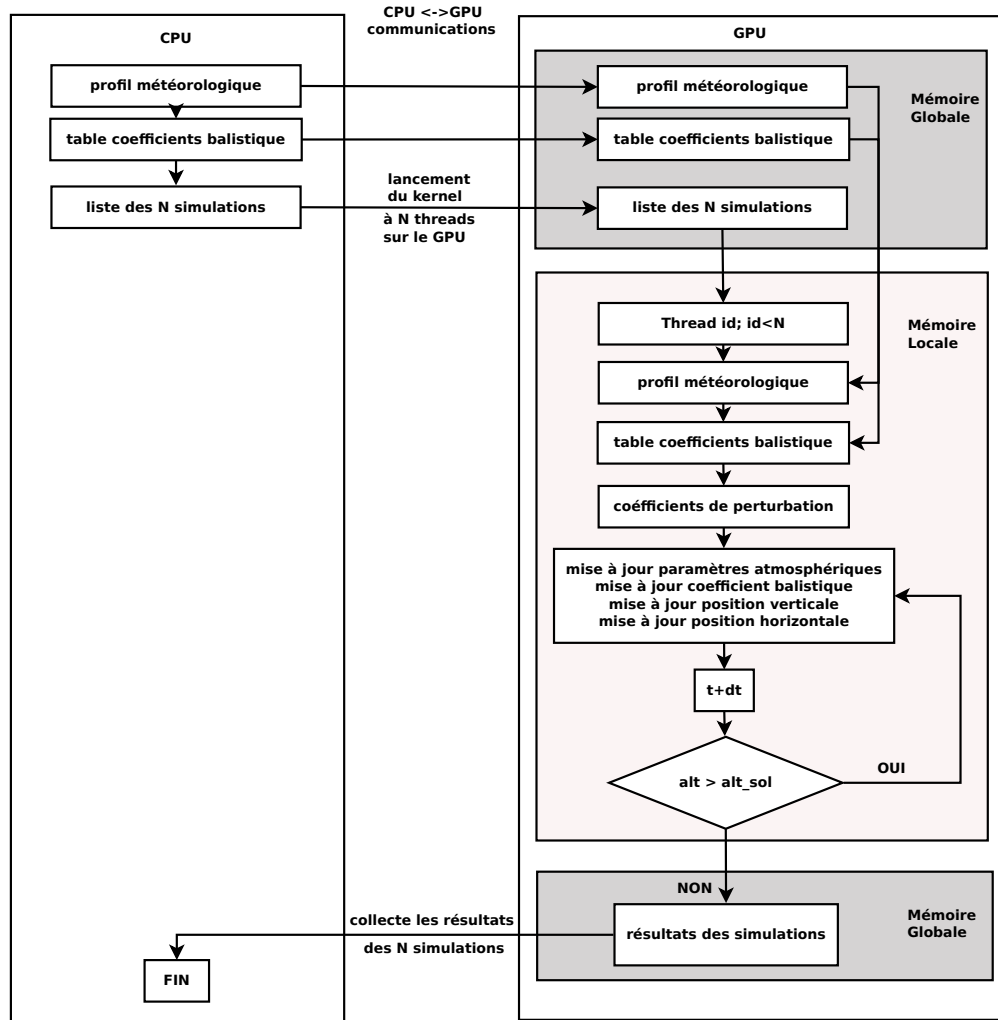 CPU <->GPU
communications
CPU
GPU
profil météorologique
profil météorologique
Mémoire
Globale
table coefficients balistique
table coefficients balistique
lancement
du kernel
liste des N simulations
liste des N simulations
à N threads
sur le GPU
Thread id; id<N
Mémoire
Locale
profil météorologique
table coefficients balistique
coéfficients de perturbation
mise à jour paramètres atmosphériques
mise à jour coefficient balistique
mise à jour position verticale
mise à jour position horizontale
t+dt
alt > alt_sol
OUI
NON
collecte les résultats
des N simulations
résultats des simulations
Mémoire
Globale
FIN